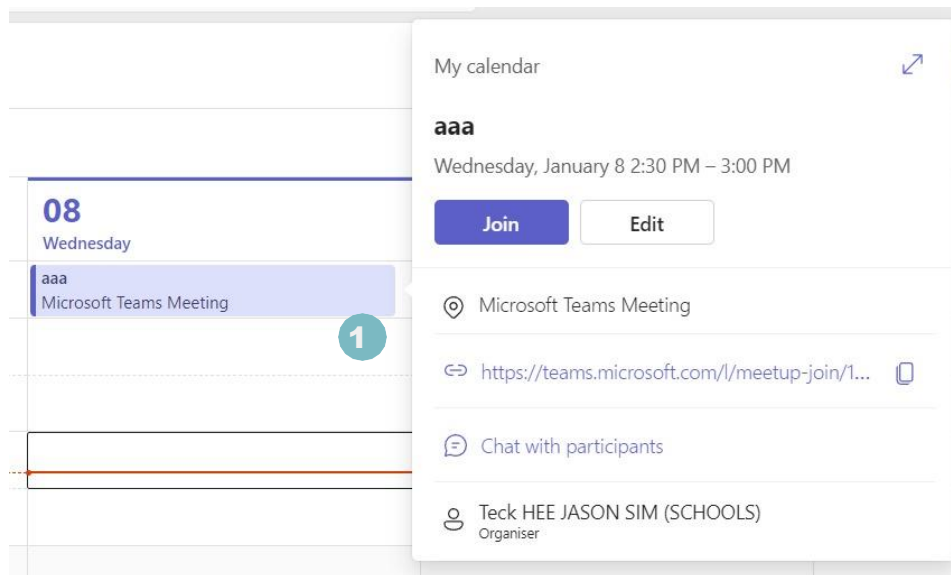 08
Wednesday
aaa
Microsoft Teams Meeting
1
My calendar
aaa
Wednesday, January 8 2:30 PM – 3:00 PM
Join
Edit
Microsoft Teams Meeting
https://teams.microsoft.com/l/meetup-join/1...
Chat with participants
Teck HEE JASON SIM (SCHOOLS)
Organiser